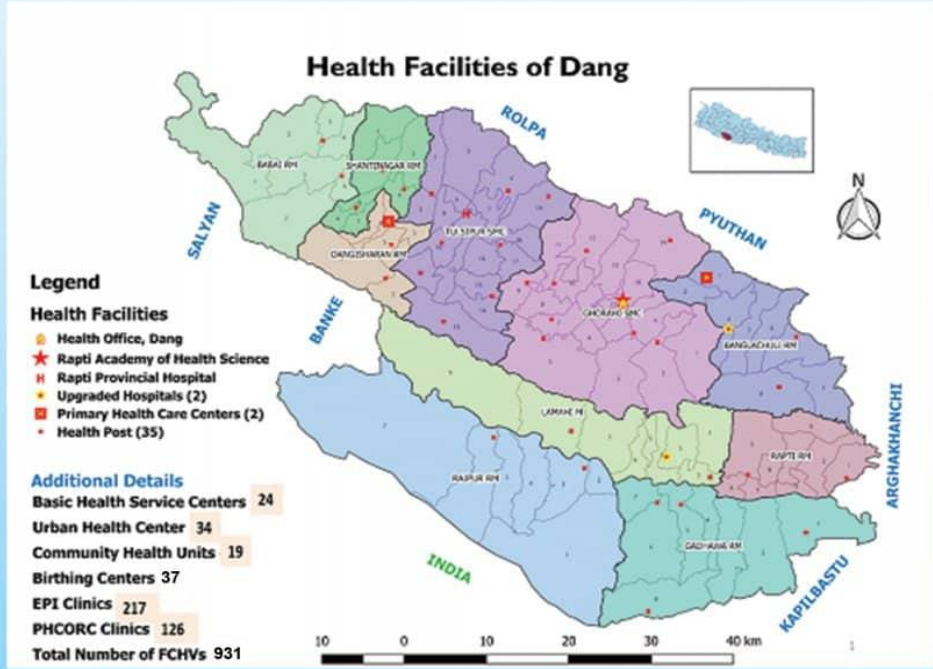 Health Facilities of Dang
ROLPA
PYUTHAN
N
SALYAN
BANKE
INDIA
ARGHAKHANCHI
KAPILBASTU
BABAI RM
SHANTINAGAR RM
DANGISHARAN RM
TULSIPUR SMC
GHORAHI SMC
BANGLACHULI RM
LAMAHI M
RAPTI RM
RAJPUR RM
GADHAWA RM
Legend
Health Facilities
Health Office, Dang
Rapti Academy of Health Science
H Rapti Provincial Hospital
Upgraded Hospitals (2)
Primary Health Care Centers (2)
Health Post (35)
Additional Details
Basic Health Service Centers 24
Urban Health Center 34
Community Health Units 19
Birthing Centers 37
EPI Clinics 217
PHCORC Clinics 126
Total Number of FCHVs 931
10 0 10 20 30 40 km
1